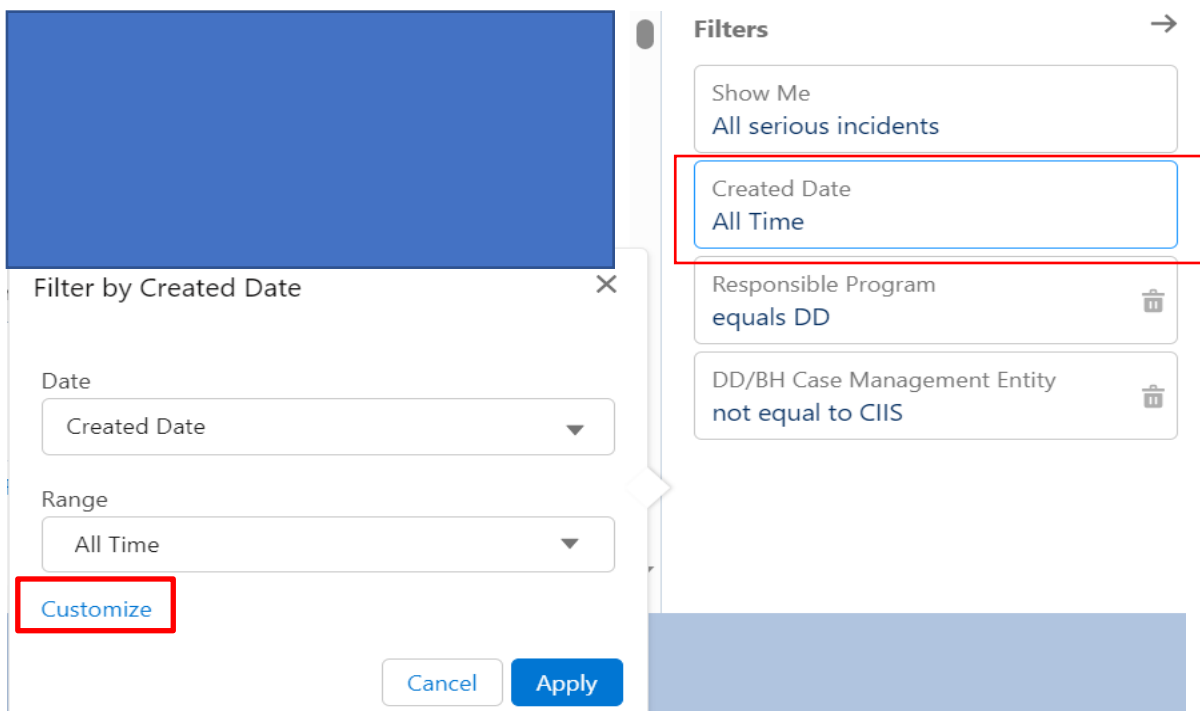 Filters
Show Me
All serious incidents
Created Date
All Time
Responsible Program
equals DD
DD/BH Case Management Entity
not equal to CIIS
Filter by Created Date
Date
Created Date
Range
All Time
Customize
Cancel
Apply